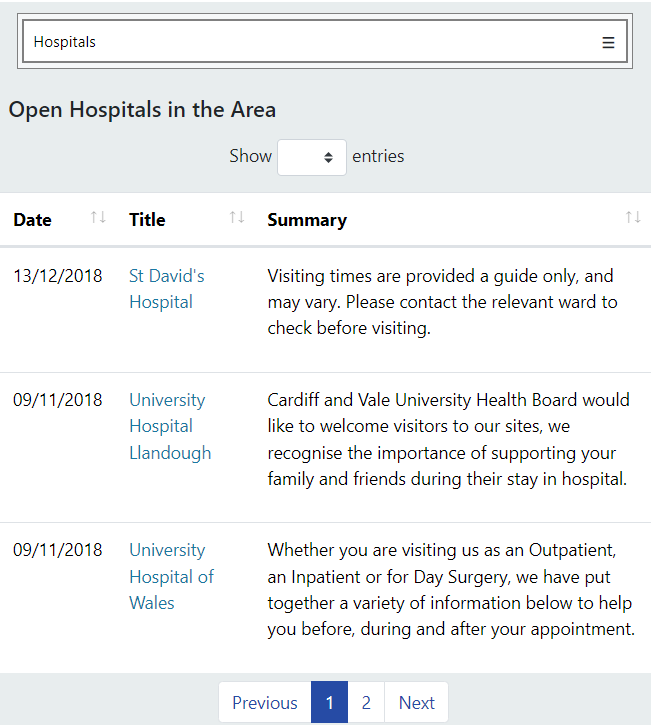 Hospitals
Open Hospitals in the Area
Show entries
Date Title Summary
13/12/2018 St David's Visiting times are provided a guide only, and
Hospital may vary. Please contact the relevant ward to
check before visiting.
09/11/2018 University Cardiff and Vale University Health Board would
Hospital like to welcome visitors to our sites, we
Llandough recognise the importance of supporting your
family and friends during their stay in hospital.
09/11/2018 University Whether you are visiting us as an Outpatient,
Hospital of an Inpatient or for Day Surgery, we have put
Wales together a variety of information below to help
you before, during and after your appointment.
Previous 1 2 Next